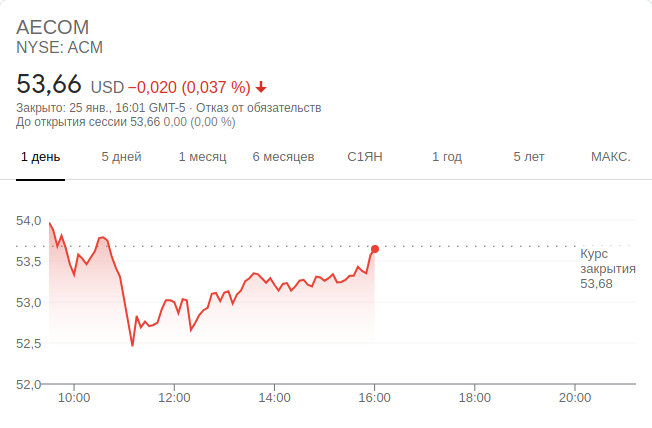 AECOM
NYSE: ACM
53,66 USD −0,020 (0,037 %)
Закрыто: 25 янв., 16:01 GMT-5 · Отказ от обязательств
До открытия сессии 53,66 0,00 (0,00 %)
1 день 5 дней 1 месяц 6 месяцев С1ЯН 1 год 5 лет МАКС.
54,0
53,5
53,0
52,5
52,0
Курс
закрытия
53,68
10:00 12:00 14:00 16:00 18:00 20:00